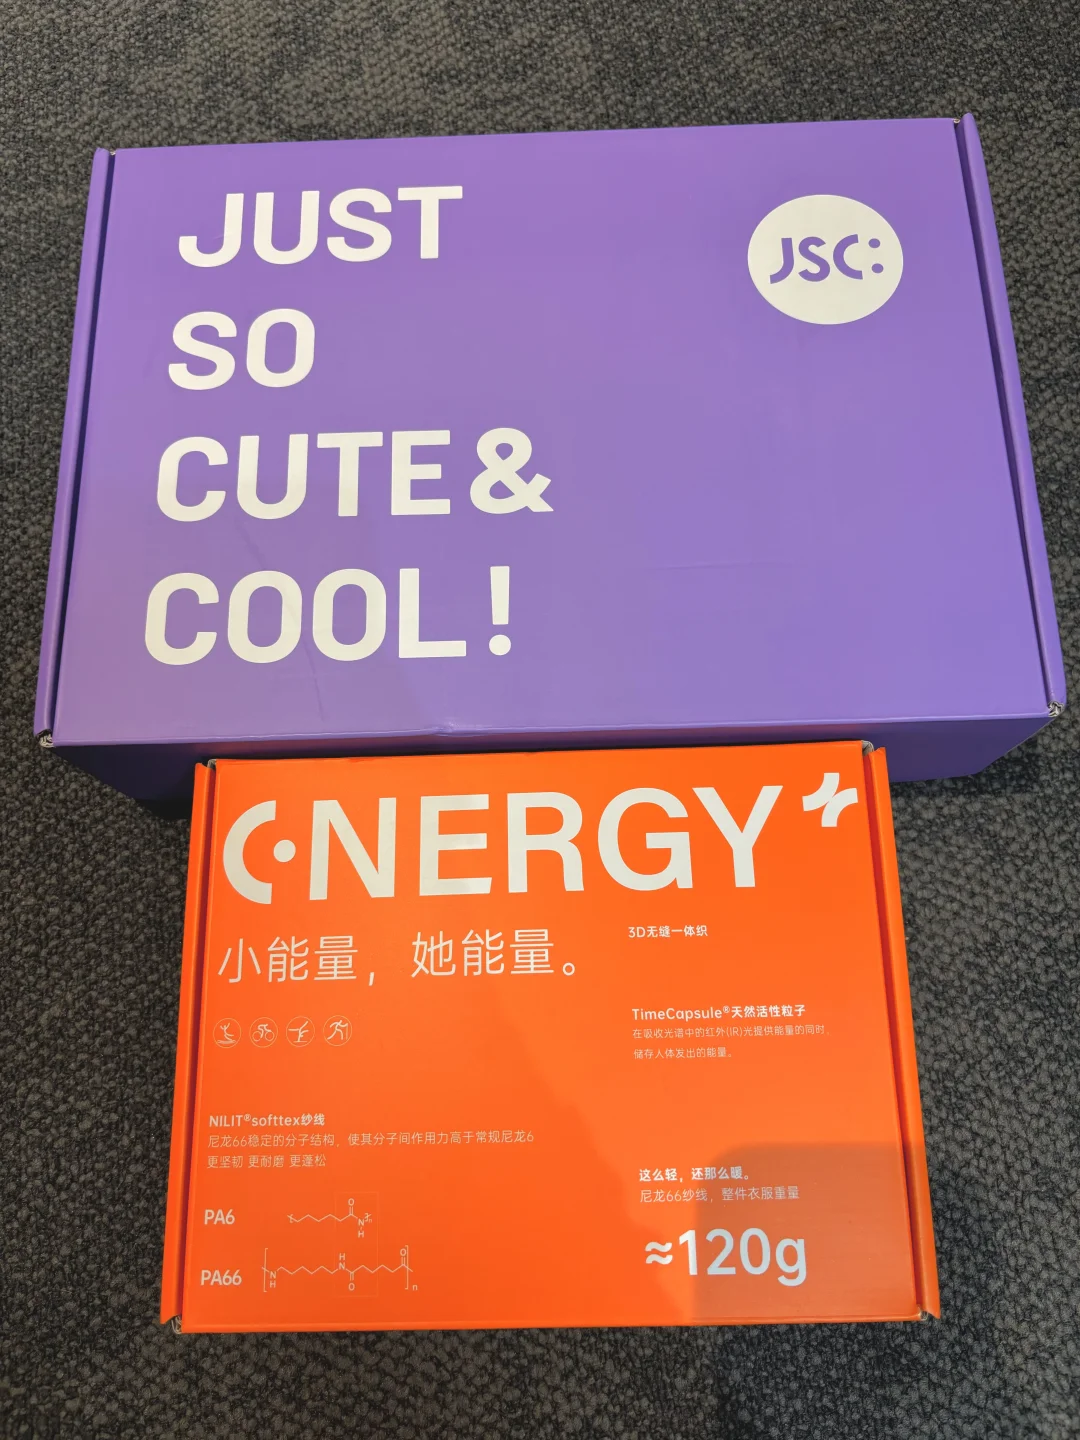 JUST
SO
CUTE &
COOL!
JSC:
ENERGY+
小能量，她能量。
3D无缝一体织
TimeCapsule®天然活性粒子
在吸收光谱中的红外(IR)光提供能量的同时，
储存人体发出的能量。
NILIT®softtex纱线
尼龙66稳定的分子结构，使其分子间作用力高于常规尼龙6
更坚韧 更耐磨 更蓬松
PA6
O
N
H
n
PA66
N
H
H
N
O
O
n
这么轻，还那么暖。
尼龙66纱线，整件衣服重量
≈120g